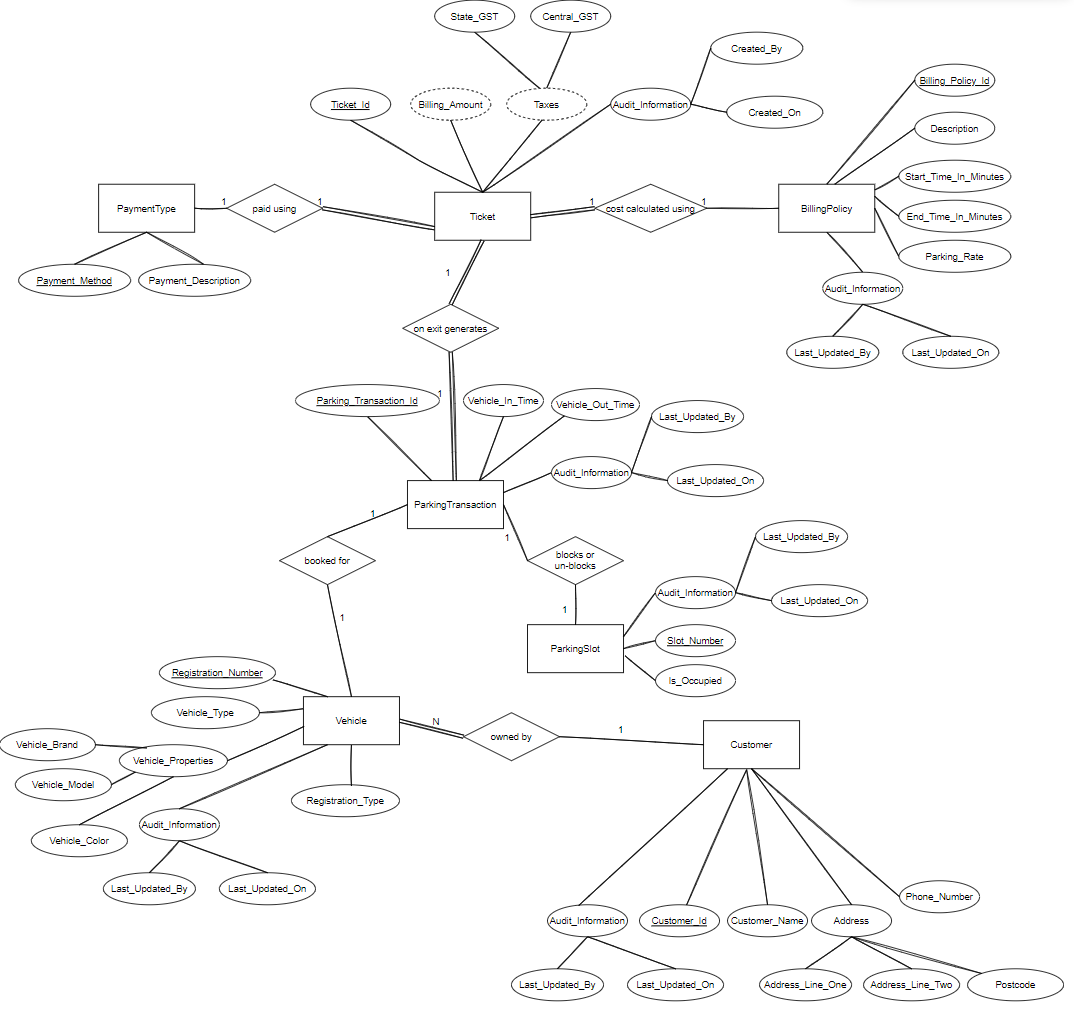 State_GST
Central_GST
Created_By
Ticket_Id
Billing_Amount
Taxes
Audit_Information
Created_On
Billing_Policy_Id
Description
Start_Time_In_Minutes
End_Time_In_Minutes
Parking_Rate
PaymentType
1
paid using
1
Ticket
1
cost calculated using
1
BillingPolicy
Payment_Method
Payment_Description
Audit_Information
Last_Updated_By
Last_Updated_On
1
on exit generates
1
Parking_Transaction_Id
Vehicle_In_Time
Vehicle_Out_Time
Last_Updated_By
Audit_Information
Last_Updated_On
ParkingTransaction
1
1
booked for
blocks or
un-blocks
Last_Updated_By
Audit_Information
Last_Updated_On
1
1
ParkingSlot
Slot_Number
Is_Occupied
Registration_Number
Vehicle_Type
Vehicle
N
owned by
1
Customer
Vehicle_Brand
Vehicle_Properties
Vehicle_Model
Vehicle_Color
Registration_Type
Audit_Information
Last_Updated_By
Last_Updated_On
Audit_Information
Customer_Id
Customer_Name
Address
Phone_Number
Last_Updated_By
Last_Updated_On
Address_Line_One
Address_Line_Two
Postcode